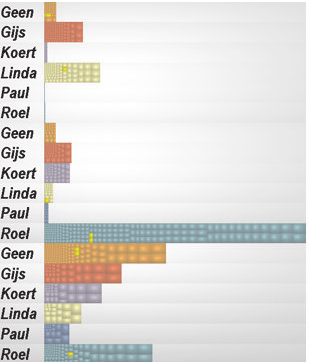 Geen
Gijs
Koert
Linda
Paul
Roel
Geen
Gijs
Koert
Linda
Paul
Roel
Geen
Gijs
Koert
Linda
Paul
Roel